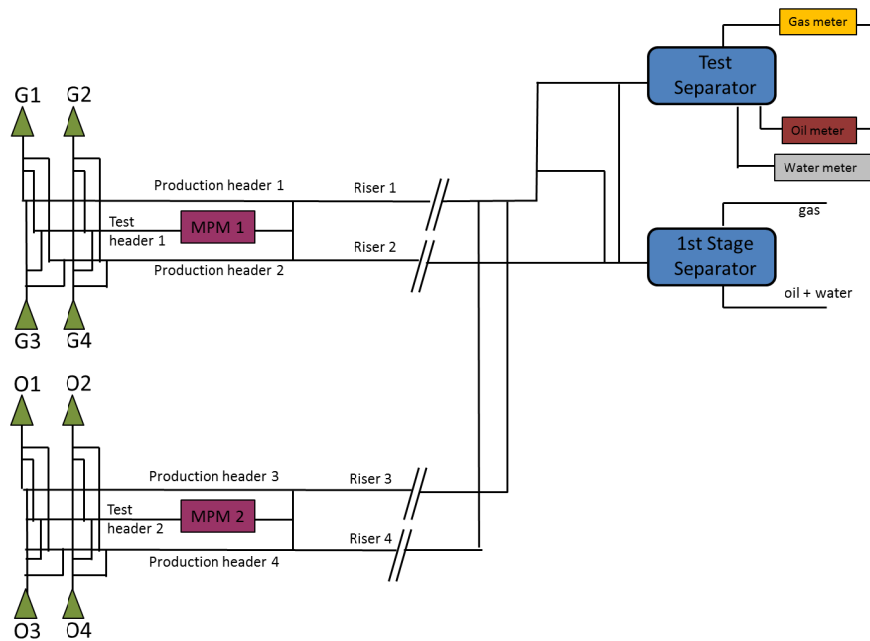 Gas meter
Test
Separator
Oil meter
Water meter
G1 G2
Production header 1
Riser 1
Test
header 1
MPM 1
Riser 2
Production header 2
gas
1st Stage
Separator
oil + water
G3 G4
O1 O2
Production header 3
Riser 3
Test
header 2
MPM 2
Riser 4
Production header 4
O3 O4